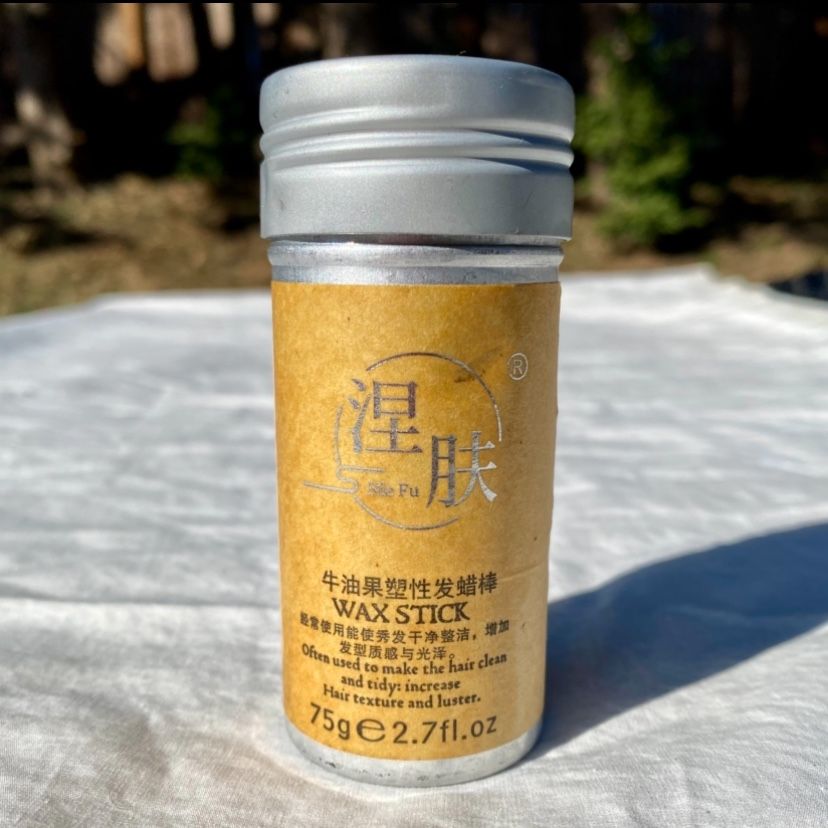 涅肤
®
Nie Fu
牛油果塑性发蜡棒
WAX STICK
经常使用能使秀发干净整洁，增加
发型质感与光泽。
Often used to make the hair clean
and tidy: increase
Hair texture and luster.
75g℮2.7fl.oz